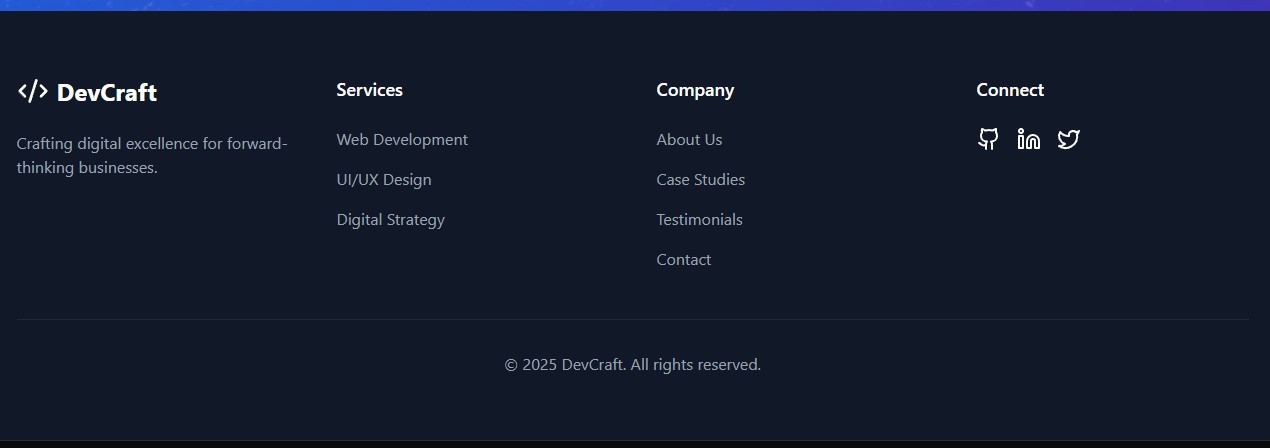 DevCraft
Crafting digital excellence for forward-
thinking businesses.
Services
Web Development
UI/UX Design
Digital Strategy
Company
About Us
Case Studies
Testimonials
Contact
Connect
© 2025 DevCraft. All rights reserved.